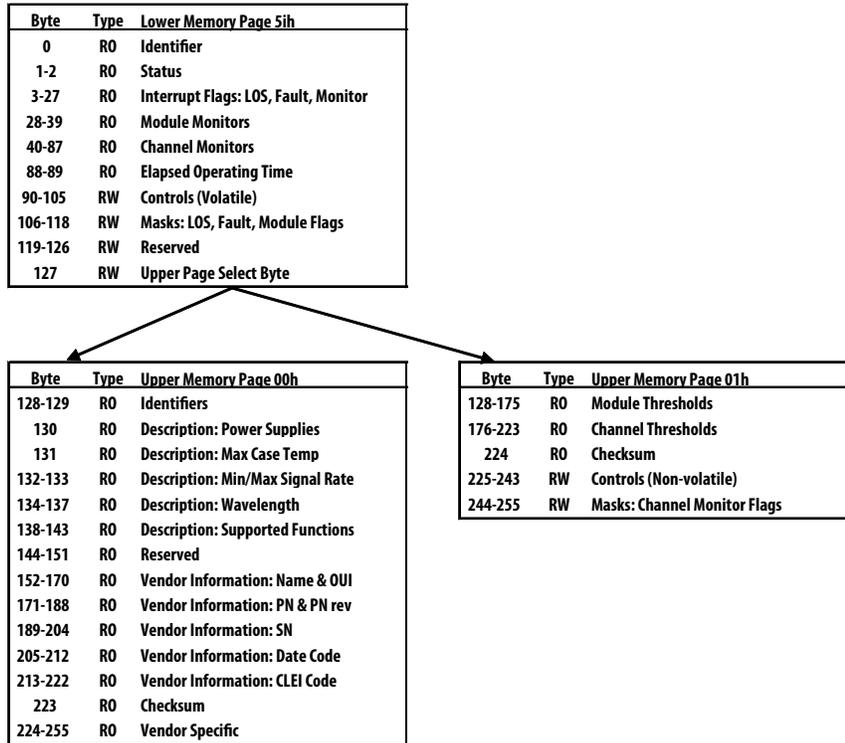 Byte Type Lower Memory Page 5ih
0 RO Identifier
1-2 RO Status
3-27 RO Interrupt Flags: LOS, Fault, Monitor
28-39 RO Module Monitors
40-87 RO Channel Monitors
88-89 RO Elapsed Operating Time
90-105 RW Controls (Volatile)
106-118 RW Masks: LOS, Fault, Module Flags
119-126 RW Reserved
127 RW Upper Page Select Byte
Byte Type Upper Memory Page 00h
128-129 RO Identifiers
130 RO Description: Power Supplies
131 RO Description: Max Case Temp
132-133 RO Description: Min/Max Signal Rate
134-137 RO Description: Wavelength
138-143 RO Description: Supported Functions
144-151 RO Reserved
152-170 RO Vendor Information: Name & OUI
171-188 RO Vendor Information: PN & PN rev
189-204 RO Vendor Information: SN
205-212 RO Vendor Information: Date Code
213-222 RO Vendor Information: CLEI Code
223 RO Checksum
224-255 RO Vendor Specific
Byte Type Upper Memory Page 01h
128-175 RO Module Thresholds
176-223 RO Channel Thresholds
224 RO Checksum
225-243 RW Controls (Non-volatile)
244-255 RW Masks: Channel Monitor Flags